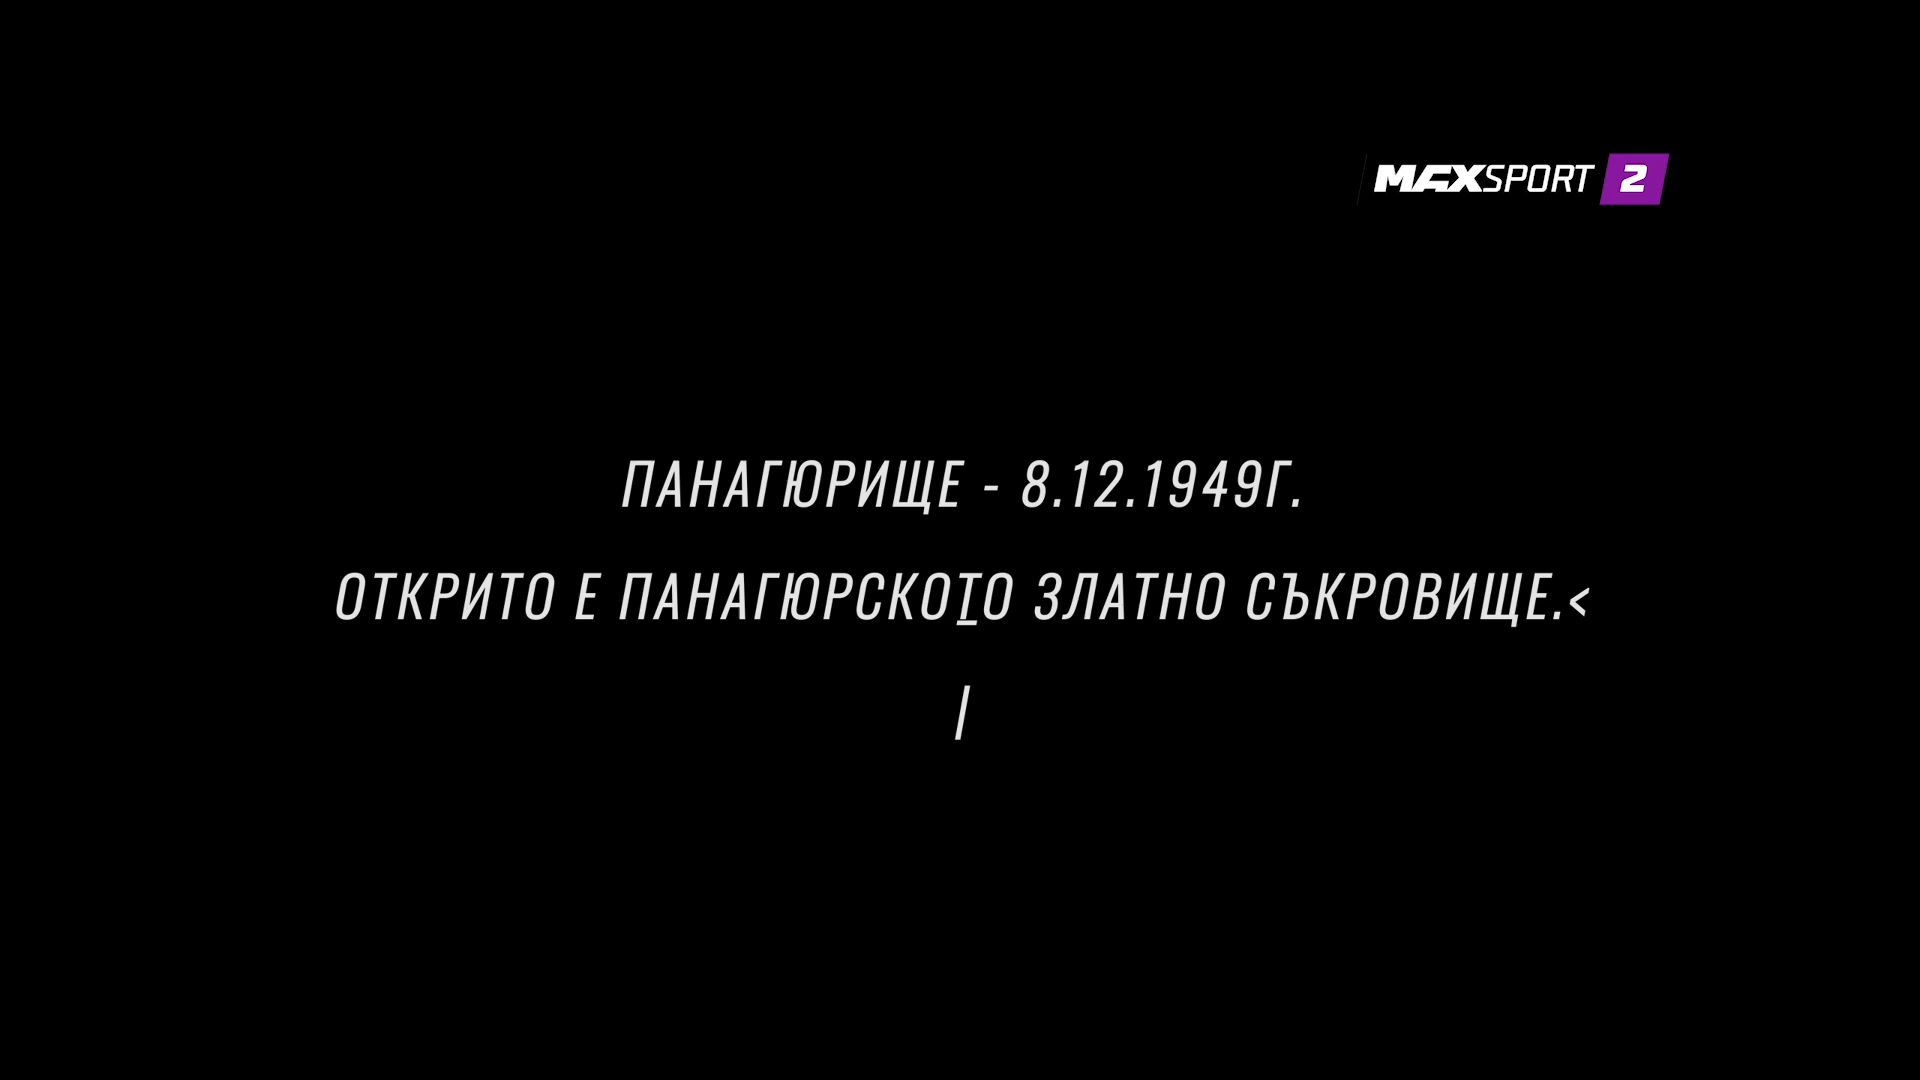 MAXSPORT 2
ПАНАГЮРИЩЕ - 8.12.1949Г.
ОТКРИТО Е ПАНАГЮРСКОТО ЗЛАТНО СЪКРОВИЩЕ.<
_
/